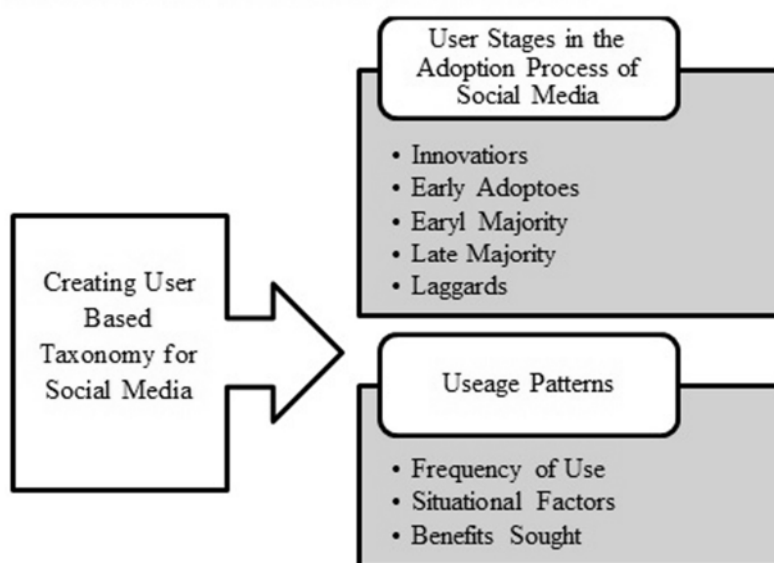 Creating User
Based
Taxonomy for
Social Media
User Stages in the
Adoption Process of
Social Media
• Innovatiors
• Early Adoptoes
• Earyl Majority
• Late Majority
• Laggards
Useage Patterns
• Frequency of Use
• Situational Factors
• Benefits Sought